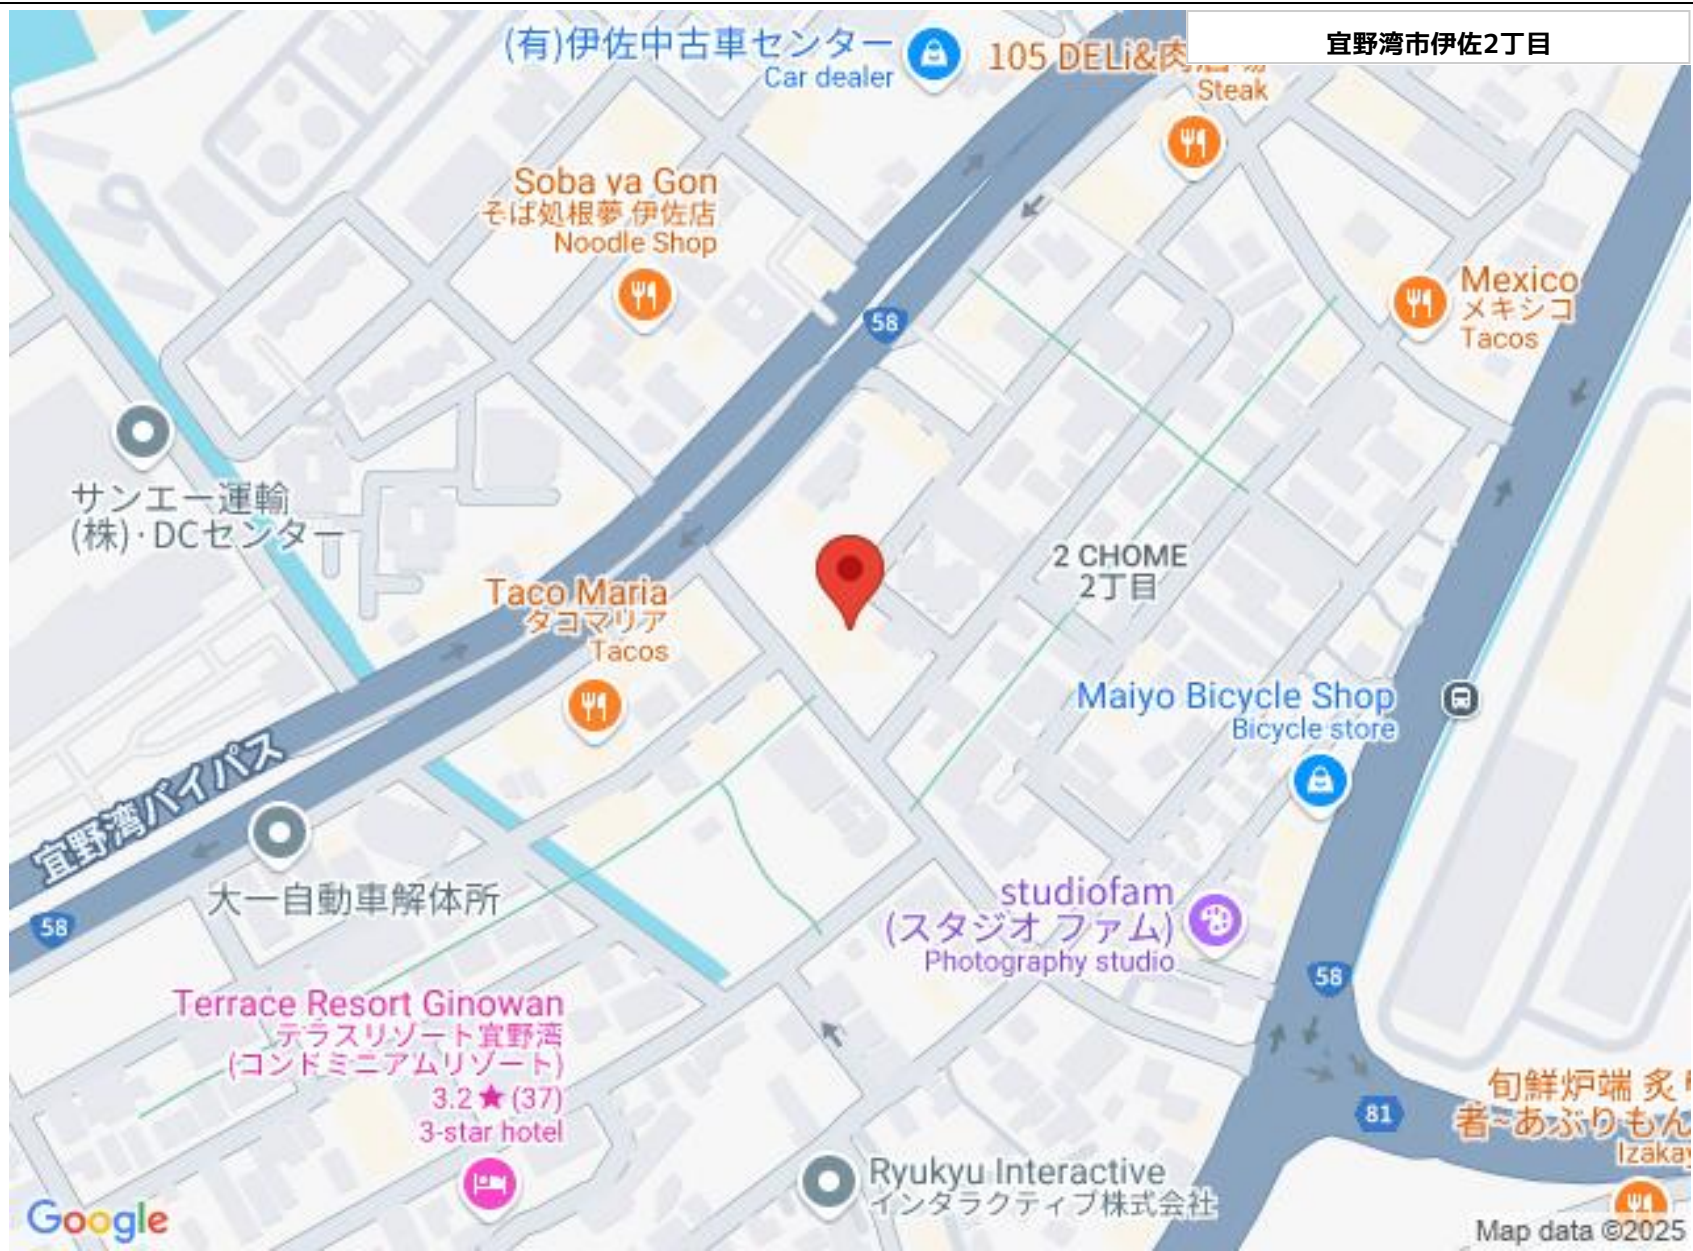 宜野湾市伊佐2丁目
(有)伊佐中古車センター
Car dealer
105 DELi&肉
Steak
Soba ya Gon
そば処根夢 伊佐店
Noodle Shop
58
Mexico
メキシコ
Tacos
サンエー運輸
(株)・DCセンター
2 CHOME
2丁目
Taco Maria
タコマリア
Tacos
Maiyo Bicycle Shop
Bicycle store
宜野湾バイパス
大一自動車解体所
58
studiofam
(スタジオ ファム)
Photography studio
58
Terrace Resort Ginowan
テラスリゾート宜野湾
(コンドミニアムリゾート)
3.2 ★ (37)
3-star hotel
81
旬鮮炉端 炙
者~あぶりもん
Izakay
Ryukyu Interactive
インタラクティブ株式会社
Google
Map data ©2025